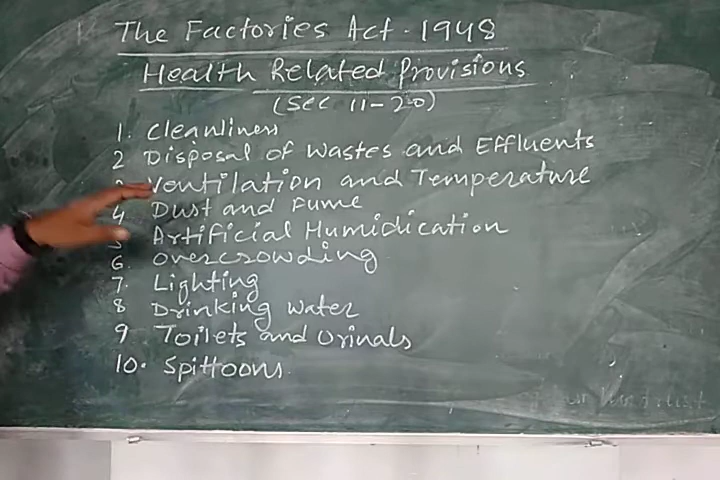 The Factories Act. 1948
Health Related Provisions
(Sec 11-20)
1. Cleanliness
2 Disposal of Wastes and Effluents
3 Ventilation and Temperature
4 Dust and Fume
5 Artificial Humidication
6. Overcrowding
7. Lighting
8 Drinking Water
9 Toilets and Urinals
10. Spittoons.